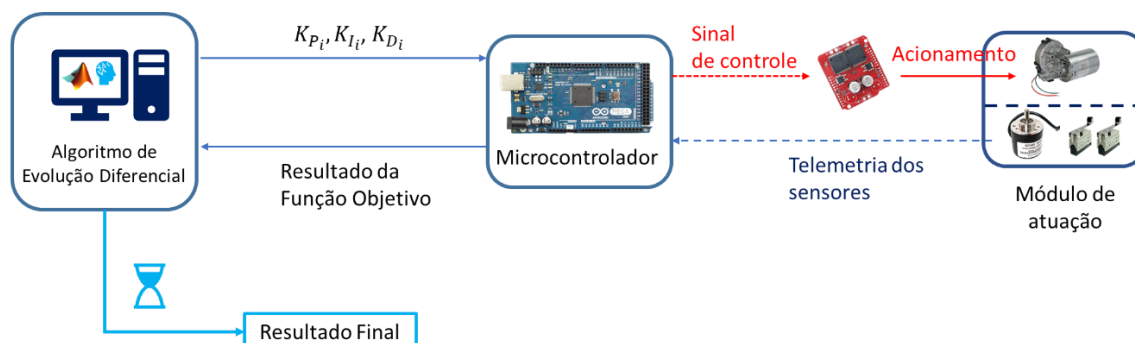 K_{P_i}, K_{I_i}, K_{D_i}
Algoritmo de
Evolução Diferencial
Resultado da
Função Objetivo
Microcontrolador
Sinal
de controle
Acionamento
Telemetria dos
sensores
Módulo de
atuação
Resultado Final